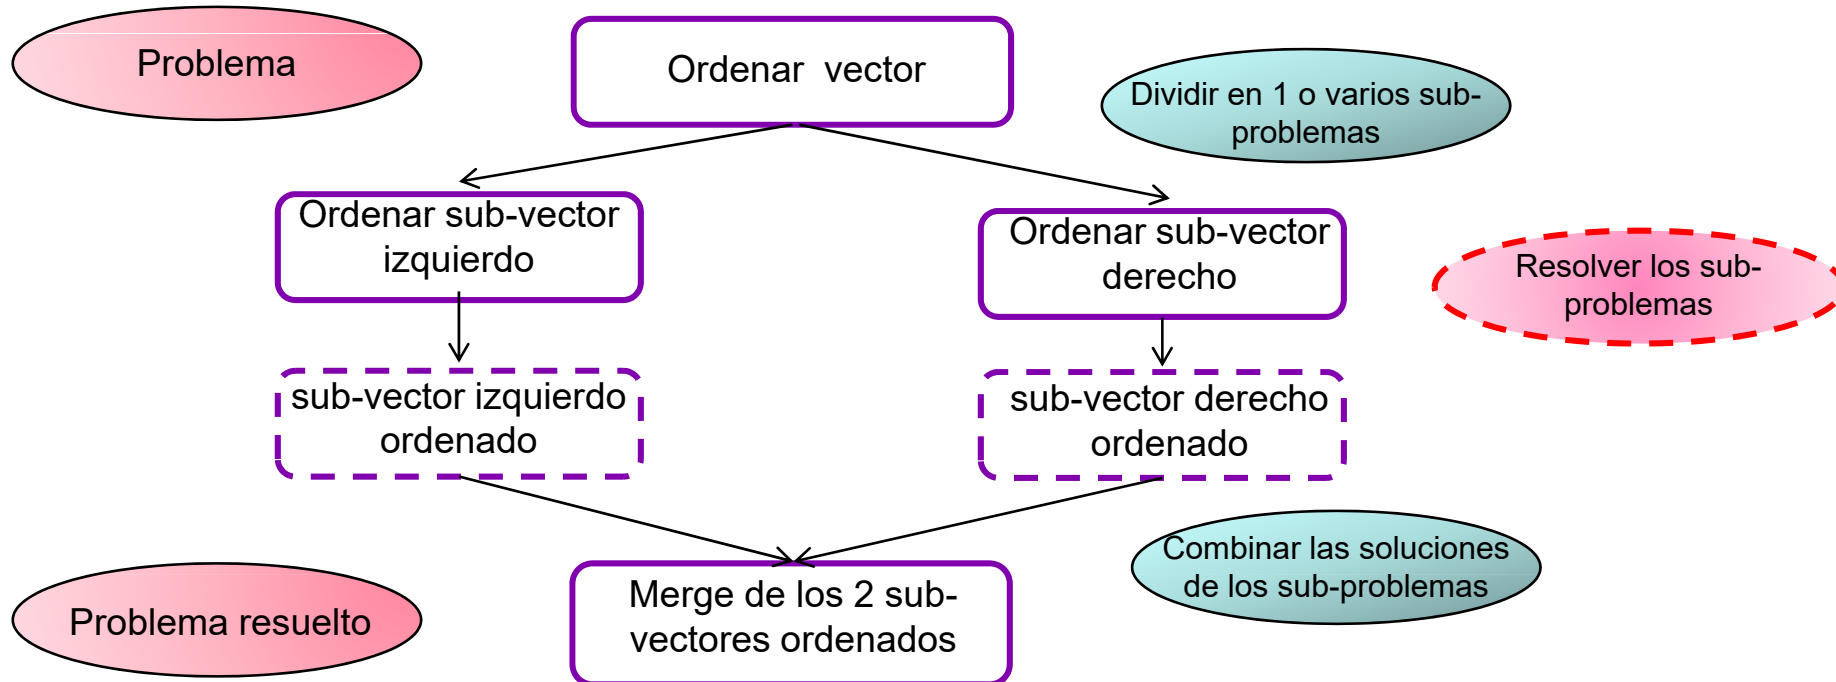 Problema
Ordenar  vector
Dividir en 1 o varios sub-
problemas
Ordenar sub-vector
izquierdo
Ordenar sub-vector
derecho
Resolver los sub-
problemas
sub-vector izquierdo
ordenado
sub-vector derecho
ordenado
Combinar las soluciones
de los sub-problemas
Merge de los 2 sub-
vectores ordenados
Problema resuelto